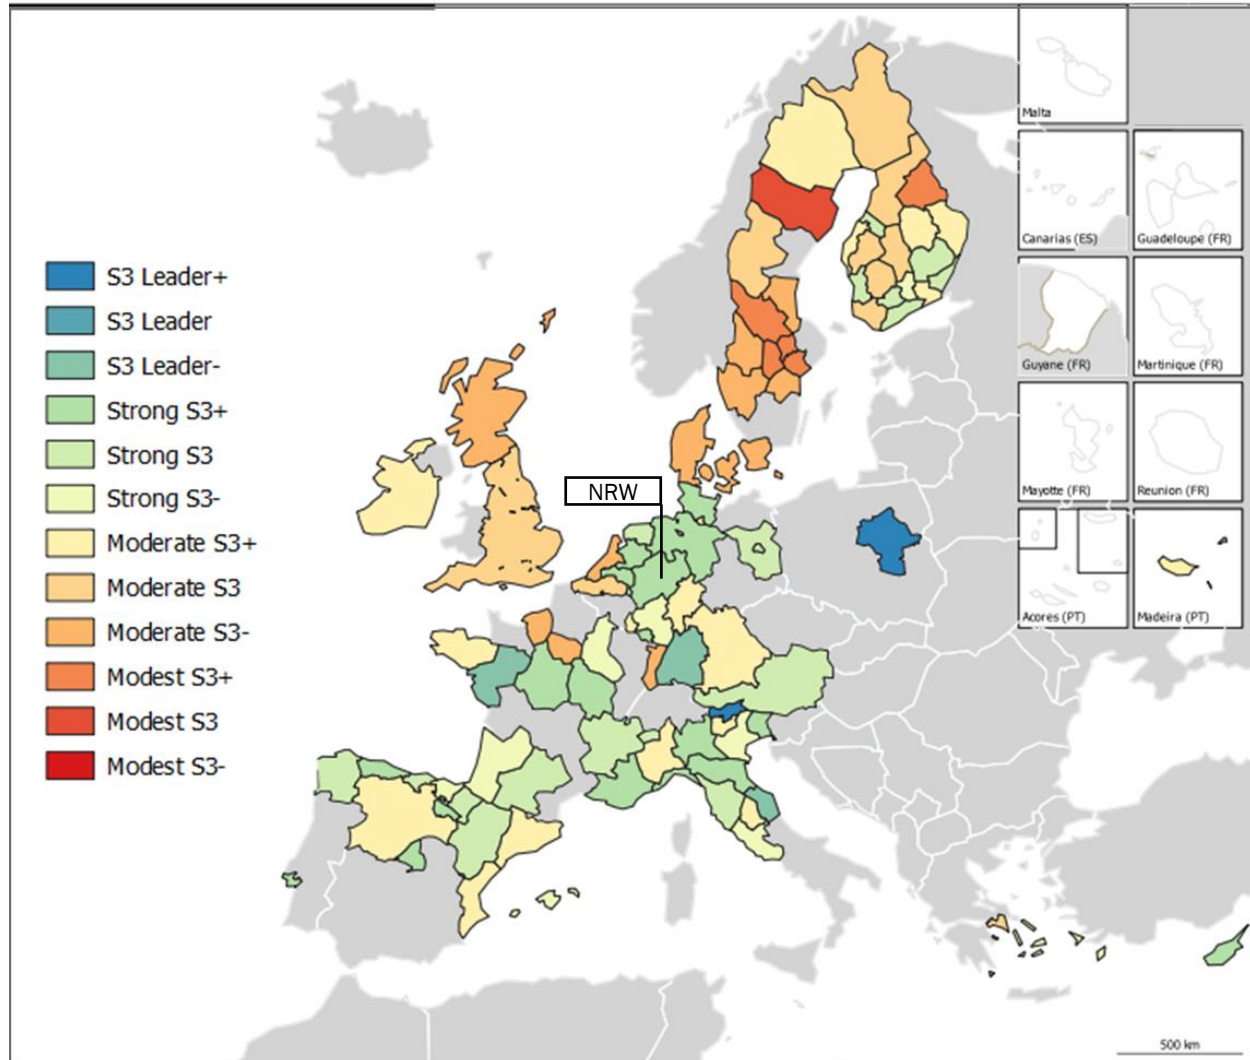 S3 Leader+
S3 Leader
S3 Leader-
Strong S3+
Strong S3
Strong S3-
Moderate S3+
Moderate S3
Moderate S3-
Modest S3+
Modest S3
Modest S3-
NRW
Malta
Canarias (ES)
Guadeloupe (FR)
Guyane (FR)
Martinique (FR)
Mayotte (FR)
Reunion (FR)
Acores (PT)
Madeira (PT)
500 km